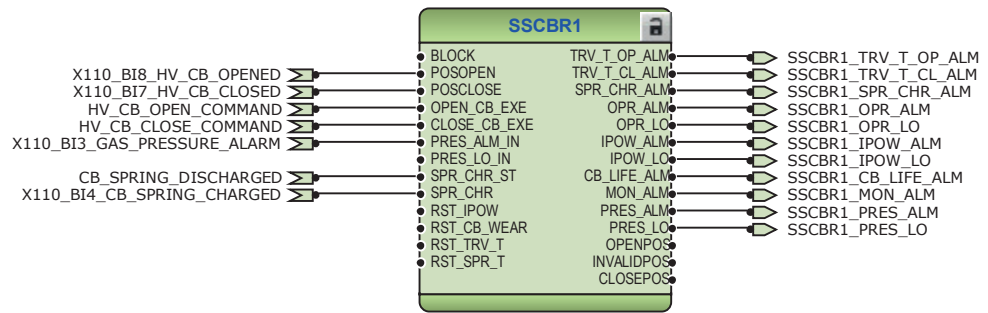 SSCBR1
BLOCK TRV_T_OP_ALM SSCBR1_TRV_T_OP_ALM
X110_BI8_HV_CB_OPENED POSOPEN TRV_T_CL_ALM SSCBR1_TRV_T_CL_ALM
X110_BI7_HV_CB_CLOSED POSCLOSE SPR_CHR_ALM SSCBR1_SPR_CHR_ALM
HV_CB_OPEN_COMMAND OPEN_CB_EXE OPR_ALM SSCBR1_OPR_ALM
HV_CB_CLOSE_COMMAND CLOSE_CB_EXE OPR_LO SSCBR1_OPR_LO
X110_BI3_GAS_PRESSURE_ALARM PRES_ALM_IN IPOW_ALM SSCBR1_IPOW_ALM
PRES_LO_IN IPOW_LO SSCBR1_IPOW_LO
CB_SPRING_DISCHARGED SPR_CHR_ST CB_LIFE_ALM SSCBR1_CB_LIFE_ALM
X110_BI4_CB_SPRING_CHARGED SPR_CHR MON_ALM SSCBR1_MON_ALM
RST_IPOW PRES_ALM SSCBR1_PRES_ALM
RST_CB_WEAR PRES_LO SSCBR1_PRES_LO
RST_TRV_T OPENPOS
RST_SPR_T INVALIDPOS
CLOSEPOS